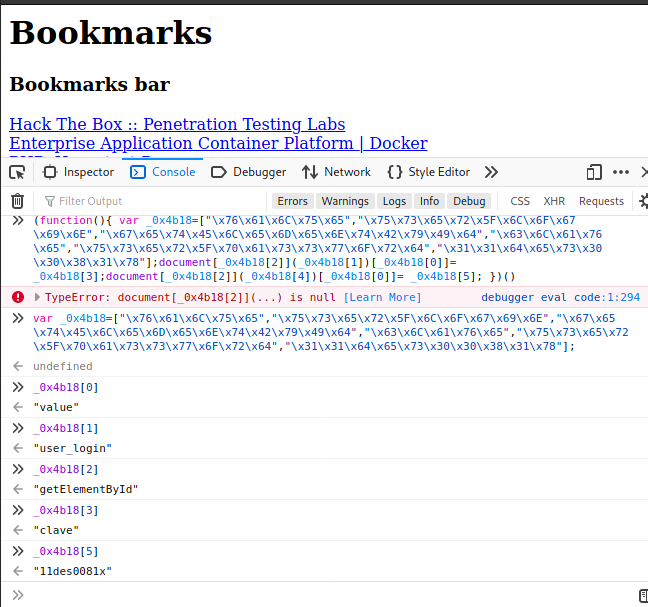 Bookmarks
Bookmarks bar
Hack The Box :: Penetration Testing Labs
Enterprise Application Container Platform | Docker
Inspector Console Debugger Network Style Editor
Filter Output Errors Warnings Logs Info Debug CSS XHR Requests
(function(){ var _0x4b18=["\x76\x61\x6C\x75\x65","\x75\x73\x65\x72\x5F\x6C\x6F\x67
\x69\x6E","\x67\x65\x74\x45\x6C\x65\x6D\x65\x6E\x74\x42\x79\x49\x64","\x63\x6C\x61\x76
\x65","\x75\x73\x65\x72\x5F\x70\x61\x73\x73\x77\x6F\x72\x64","\x31\x31\x64\x65\x73\x30
\x30\x38\x31\x78"];document[_0x4b18[2]](_0x4b18[1])[_0x4b18[0]]=
_0x4b18[3];document[_0x4b18[2]](_0x4b18[4])[_0x4b18[0]]= _0x4b18[5]; })()
TypeError: document[_0x4b18[2]](...) is null [Learn More] debugger eval code:1:294
var _0x4b18=["\x76\x61\x6C\x75\x65","\x75\x73\x65\x72\x5F\x6C\x6F\x67\x69\x6E","\x67\x65
\x74\x45\x6C\x65\x6D\x65\x6E\x74\x42\x79\x49\x64","\x63\x6C\x61\x76\x65","\x75\x73\x65\x72
\x5F\x70\x61\x73\x73\x77\x6F\x72\x64","\x31\x31\x64\x65\x73\x30\x30\x38\x31\x78"];
undefined
_0x4b18[0]
"value"
_0x4b18[1]
"user_login"
_0x4b18[2]
"getElementById"
_0x4b18[3]
"clave"
_0x4b18[5]
"11des0081x"